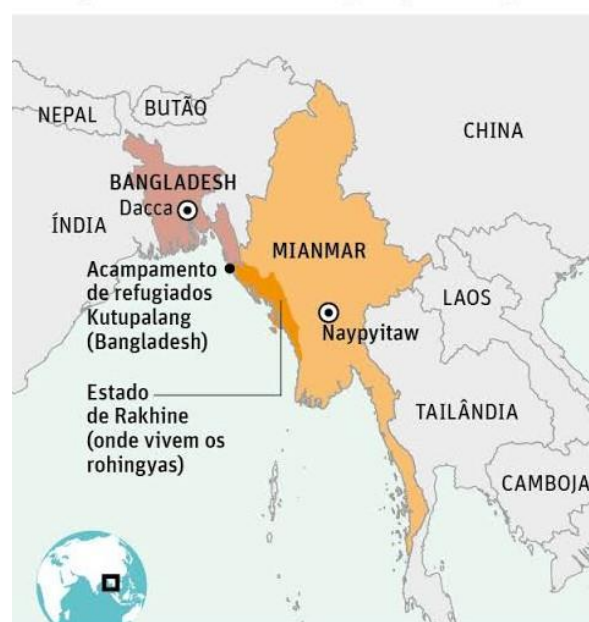 NEPAL
BUTÃO
CHINA
BANGLADESH
Dacca
ÍNDIA
MIANMAR
Acampamento
de refugiados
Kutupalang
(Bangladesh)
LAOS
Naypyitaw
Estado
de Rakhine
(onde vivem os
rohingyas)
TAILÂNDIA
CAMBOJA